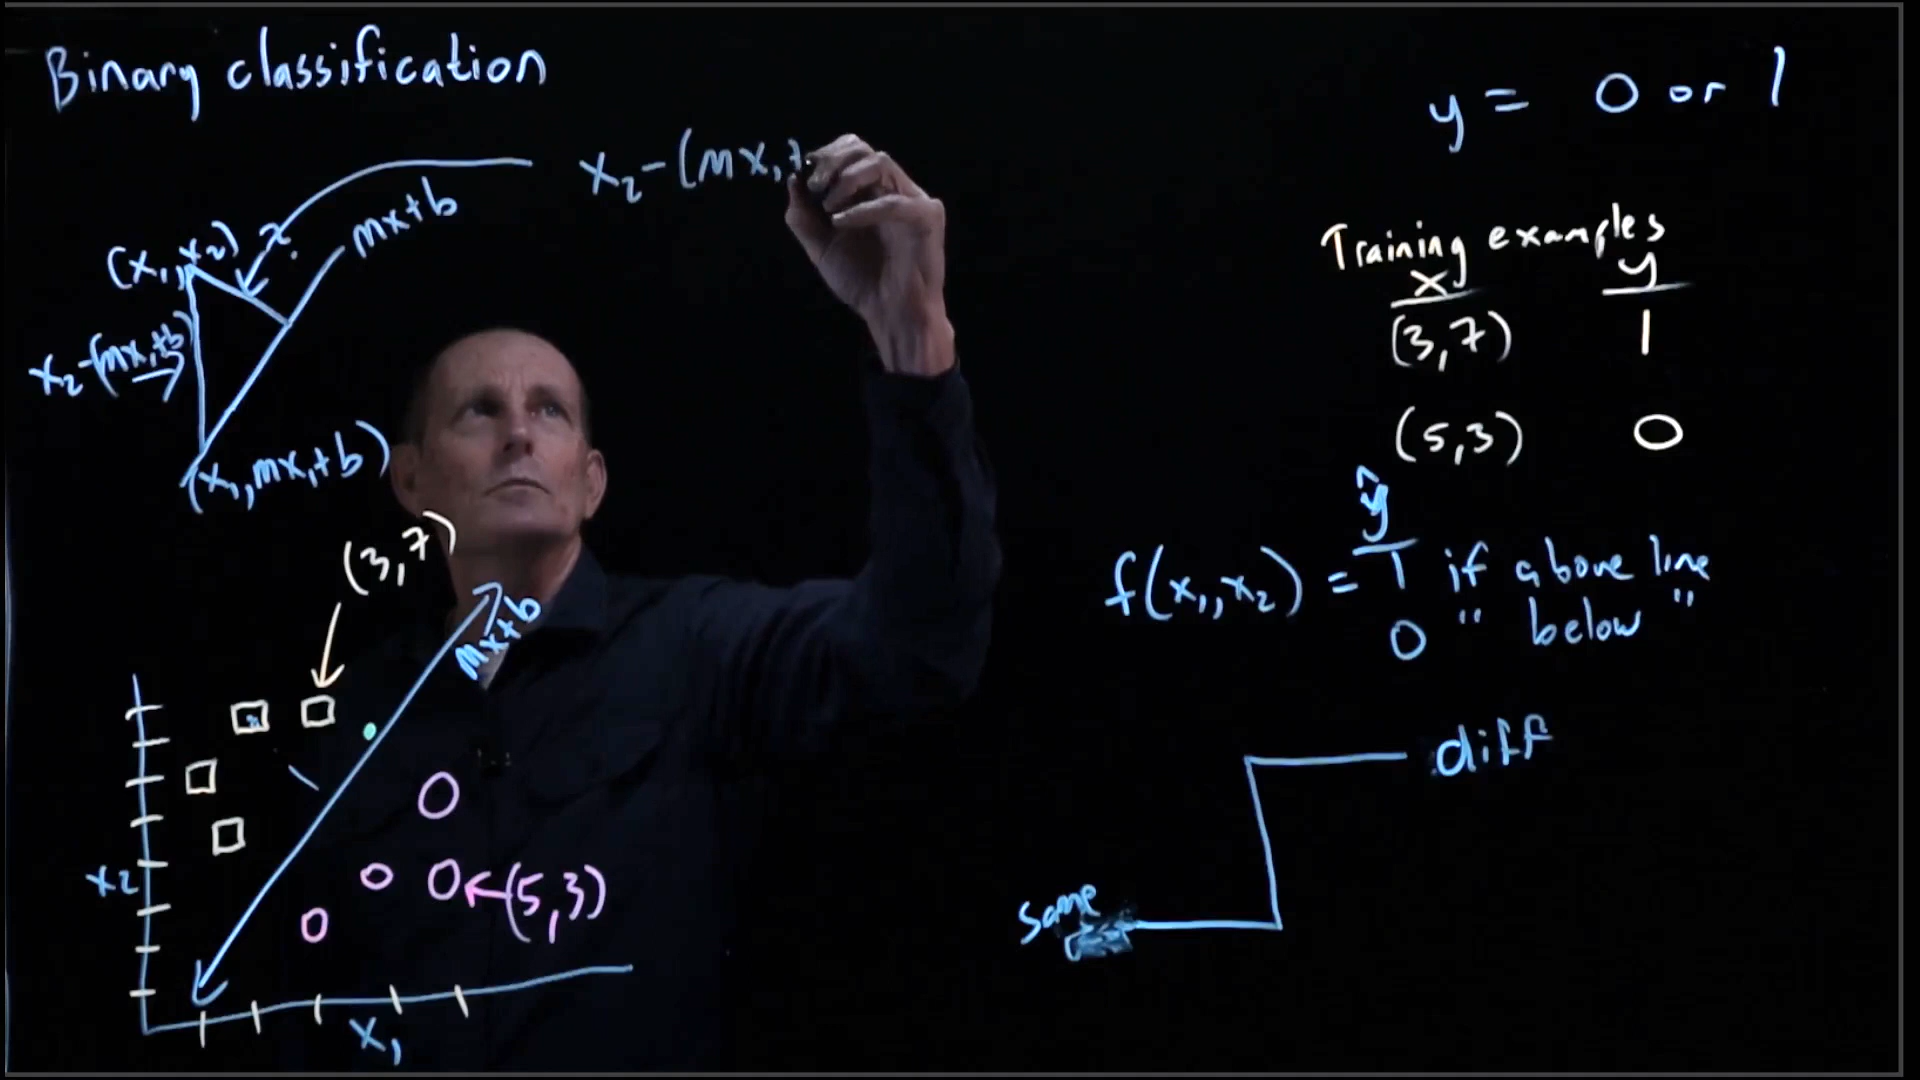 Binary classification
y = 0 or 1
x₂-(mx₁+
mx+b
(x₁,x₂)
x₂-(mx₁+b)
(x₁,mx₁+b)
Training examples
x y
(3,7) 1
(5,3) 0
ŷ
f(x₁,x₂) = 1 if above line
0 " below "
(3,7)
mx+b
diff
same
x₂
(5,3)
x₁